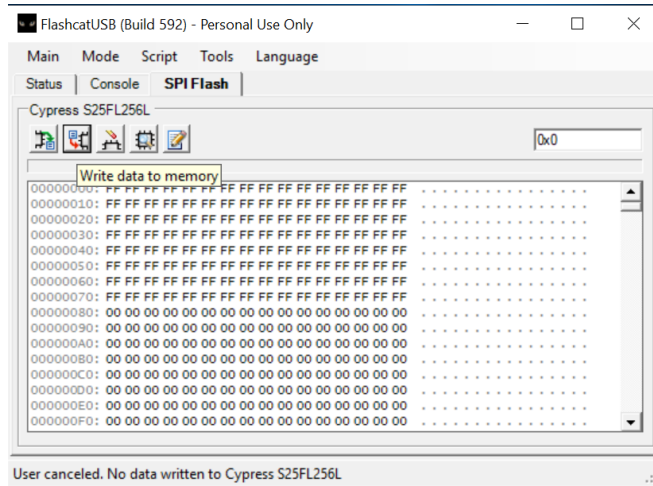 FlashcatUSB (Build 592) - Personal Use Only
Main Mode Script Tools Language
Status Console SPI Flash
Cypress S25FL256L
0x0
Write data to memory
00000000: FF FF FF FF FF FF FF FF FF FF FF FF FF FF FF FF . . . . . . . . . . . . . . . .
00000010: FF FF FF FF FF FF FF FF FF FF FF FF FF FF FF FF . . . . . . . . . . . . . . . .
00000020: FF FF FF FF FF FF FF FF FF FF FF FF FF FF FF FF . . . . . . . . . . . . . . . .
00000030: FF FF FF FF FF FF FF FF FF FF FF FF FF FF FF FF . . . . . . . . . . . . . . . .
00000040: FF FF FF FF FF FF FF FF FF FF FF FF FF FF FF FF . . . . . . . . . . . . . . . .
00000050: FF FF FF FF FF FF FF FF FF FF FF FF FF FF FF FF . . . . . . . . . . . . . . . .
00000060: FF FF FF FF FF FF FF FF FF FF FF FF FF FF FF FF . . . . . . . . . . . . . . . .
00000070: FF FF FF FF FF FF FF FF FF FF FF FF FF FF FF FF . . . . . . . . . . . . . . . .
00000080: 00 00 00 00 00 00 00 00 00 00 00 00 00 00 00 00 . . . . . . . . . . . . . . . .
00000090: 00 00 00 00 00 00 00 00 00 00 00 00 00 00 00 00 . . . . . . . . . . . . . . . .
000000A0: 00 00 00 00 00 00 00 00 00 00 00 00 00 00 00 00 . . . . . . . . . . . . . . . .
000000B0: 00 00 00 00 00 00 00 00 00 00 00 00 00 00 00 00 . . . . . . . . . . . . . . . .
000000C0: 00 00 00 00 00 00 00 00 00 00 00 00 00 00 00 00 . . . . . . . . . . . . . . . .
000000D0: 00 00 00 00 00 00 00 00 00 00 00 00 00 00 00 00 . . . . . . . . . . . . . . . .
000000E0: 00 00 00 00 00 00 00 00 00 00 00 00 00 00 00 00 . . . . . . . . . . . . . . . .
000000F0: 00 00 00 00 00 00 00 00 00 00 00 00 00 00 00 00 . . . . . . . . . . . . . . . .
User canceled. No data written to Cypress S25FL256L